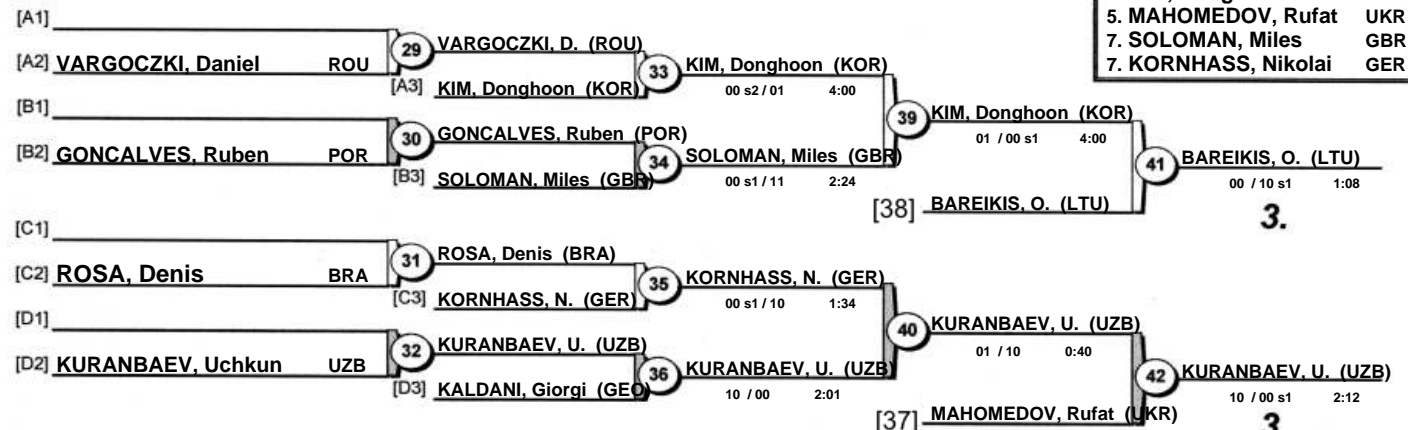 5. MAHOMEDOV, Rufat UKR
7. SOLOMAN, Miles GBR
7. KORNHASS, Nikolai GER
[A1]
[A2] VARGOCZKI, Daniel ROU
29
VARGOCZKI, D. (ROU)
[A3] KIM, Donghoon (KOR)
33
KIM, Donghoon (KOR)
00 s2 / 01 4:00
[B1]
[B2] GONCALVES, Ruben POR
30
GONCALVES, Ruben (POR)
[B3] SOLOMAN, Miles (GBR)
34
SOLOMAN, Miles (GBR)
00 s1 / 11 2:24
39
KIM, Donghoon (KOR)
01 / 00 s1 4:00
[38] BAREIKIS, O. (LTU)
41
BAREIKIS, O. (LTU)
00 / 10 s1 1:08
3.
[C1]
[C2] ROSA, Denis BRA
31
ROSA, Denis (BRA)
[C3] KORNHASS, N. (GER)
35
KORNHASS, N. (GER)
00 s1 / 10 1:34
[D1]
[D2] KURANBAEV, Uchkun UZB
32
KURANBAEV, U. (UZB)
[D3] KALDANI, Giorgi (GEO)
36
KURANBAEV, U. (UZB)
10 / 00 2:01
40
KURANBAEV, U. (UZB)
01 / 10 0:40
[37] MAHOMEDOV, Rufat (UKR)
42
KURANBAEV, U. (UZB)
10 / 00 s1 2:12
3